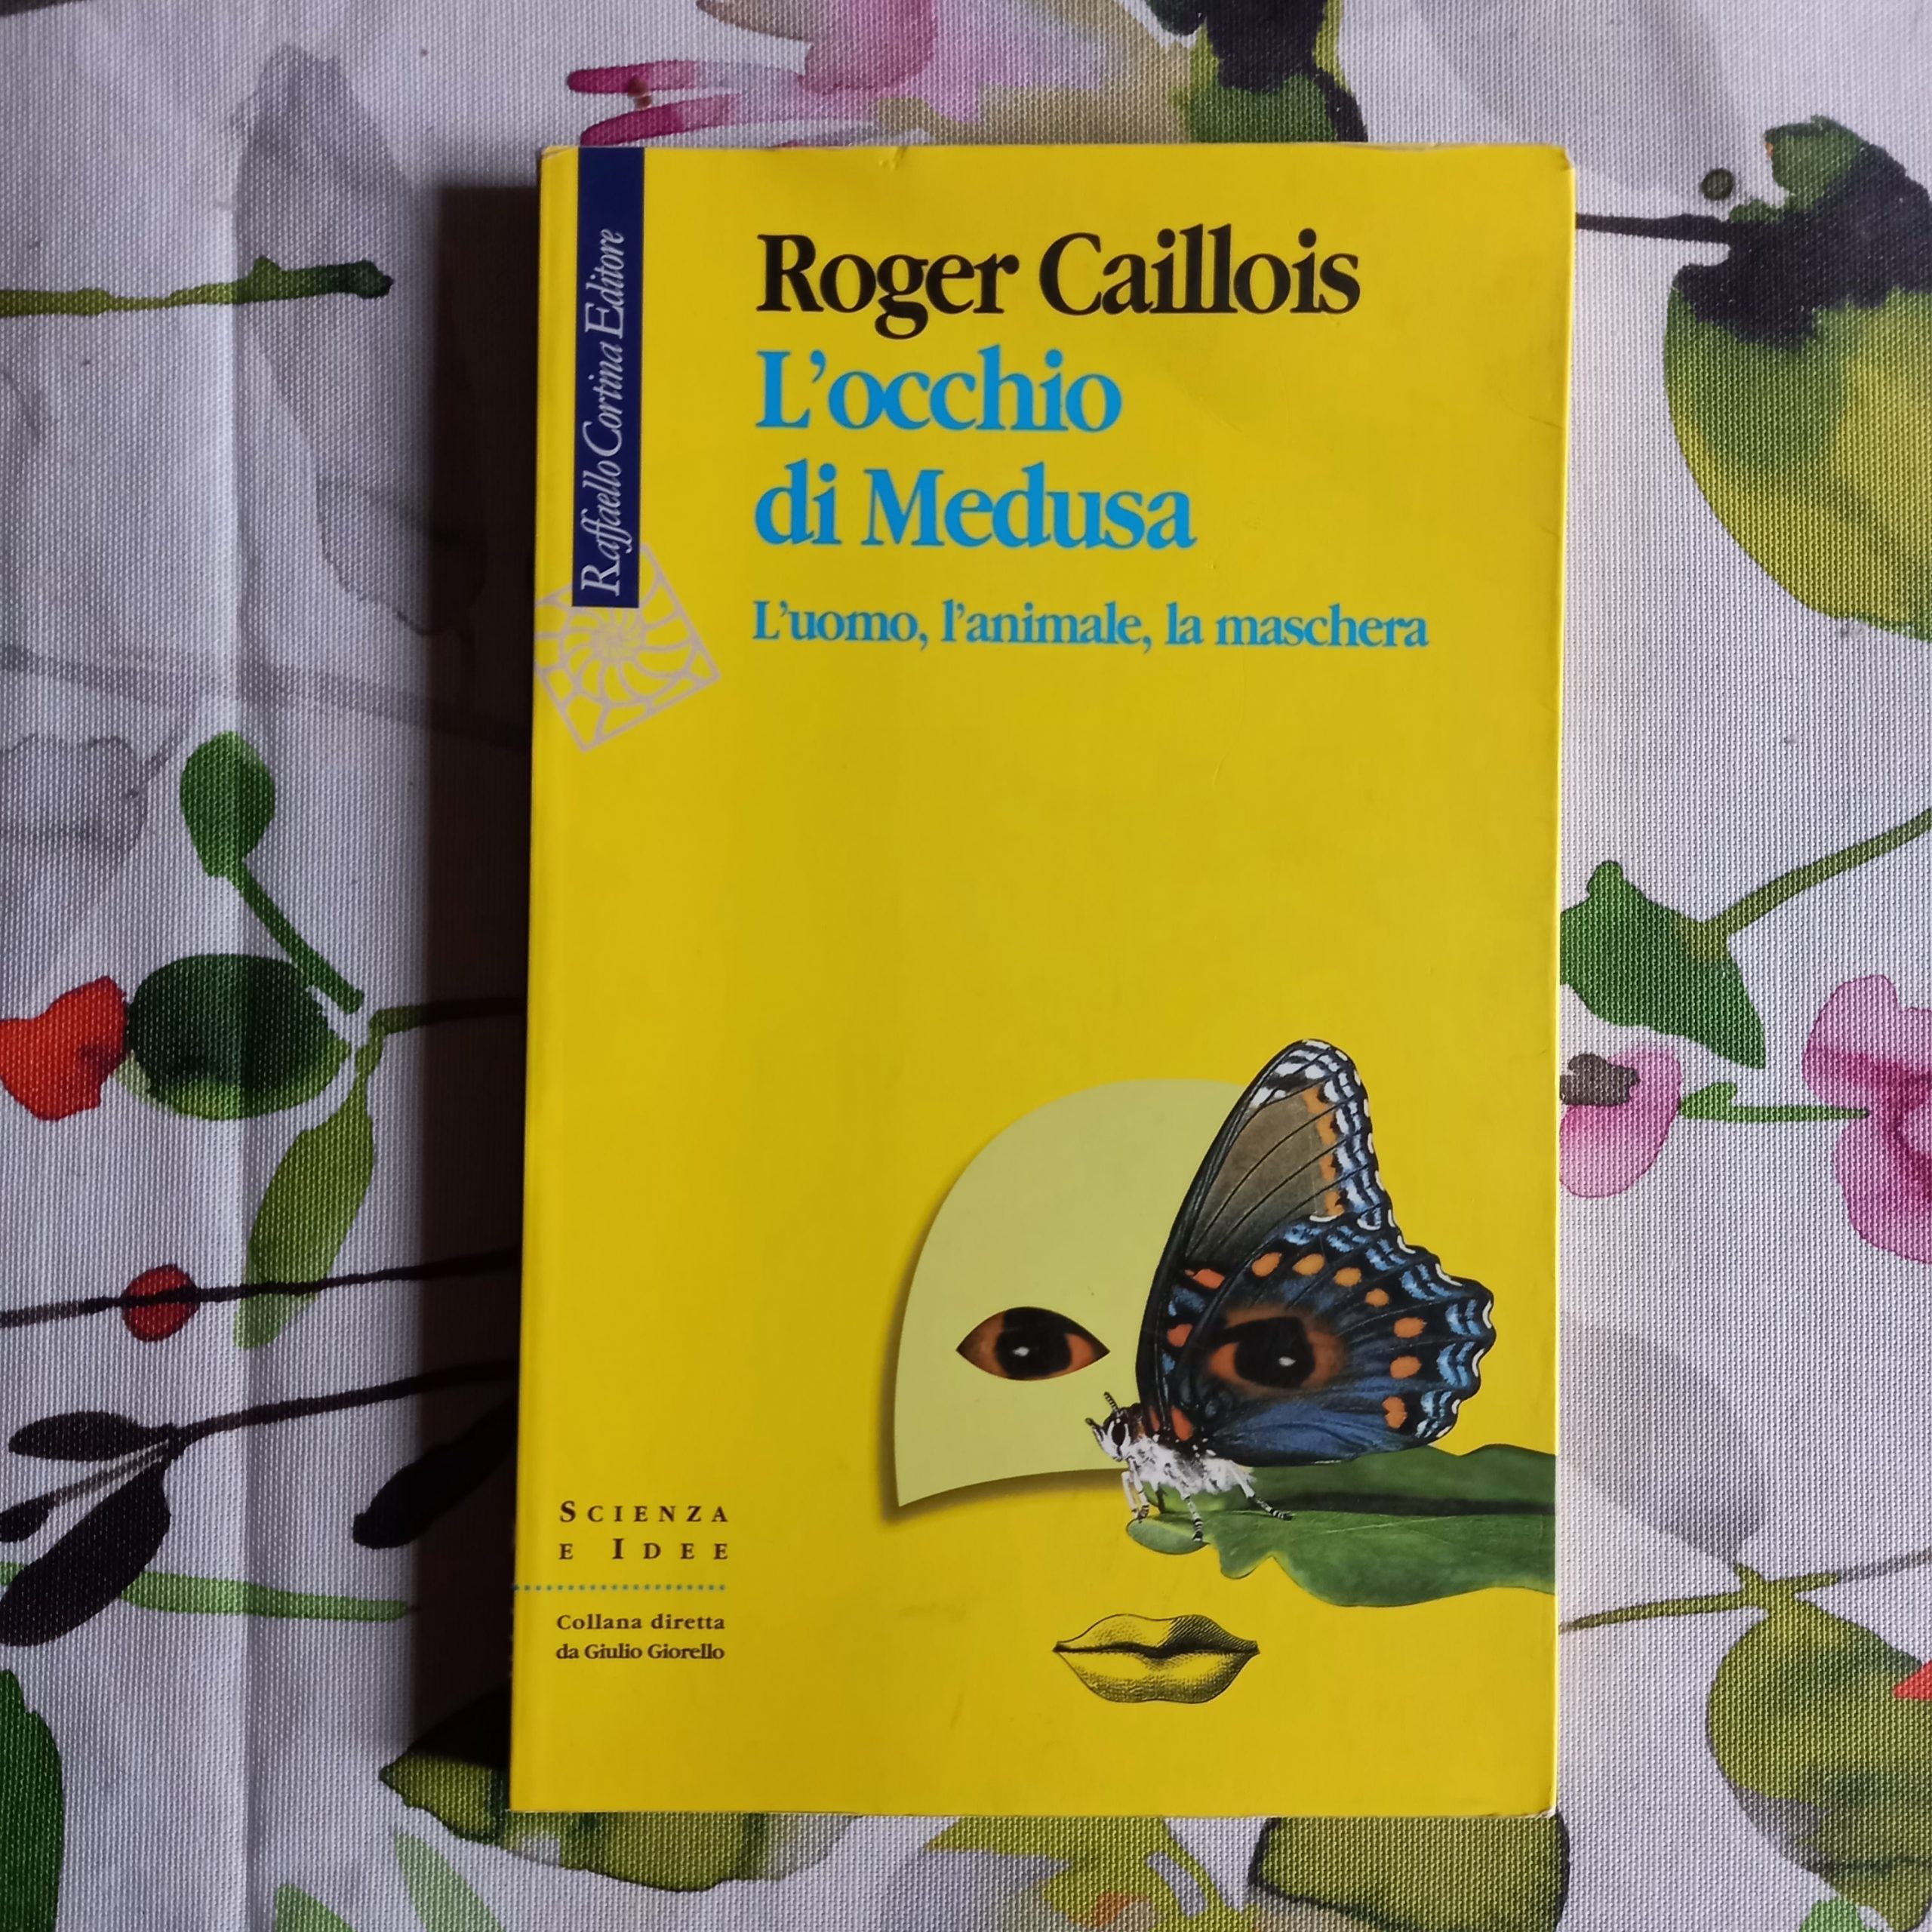 Raffaello Cortina Editore
Roger Caillois
L'occhio
di Medusa
L'uomo, l'animale, la maschera
SCIENZA
E IDEE
Collana diretta
da Giulio Giorello